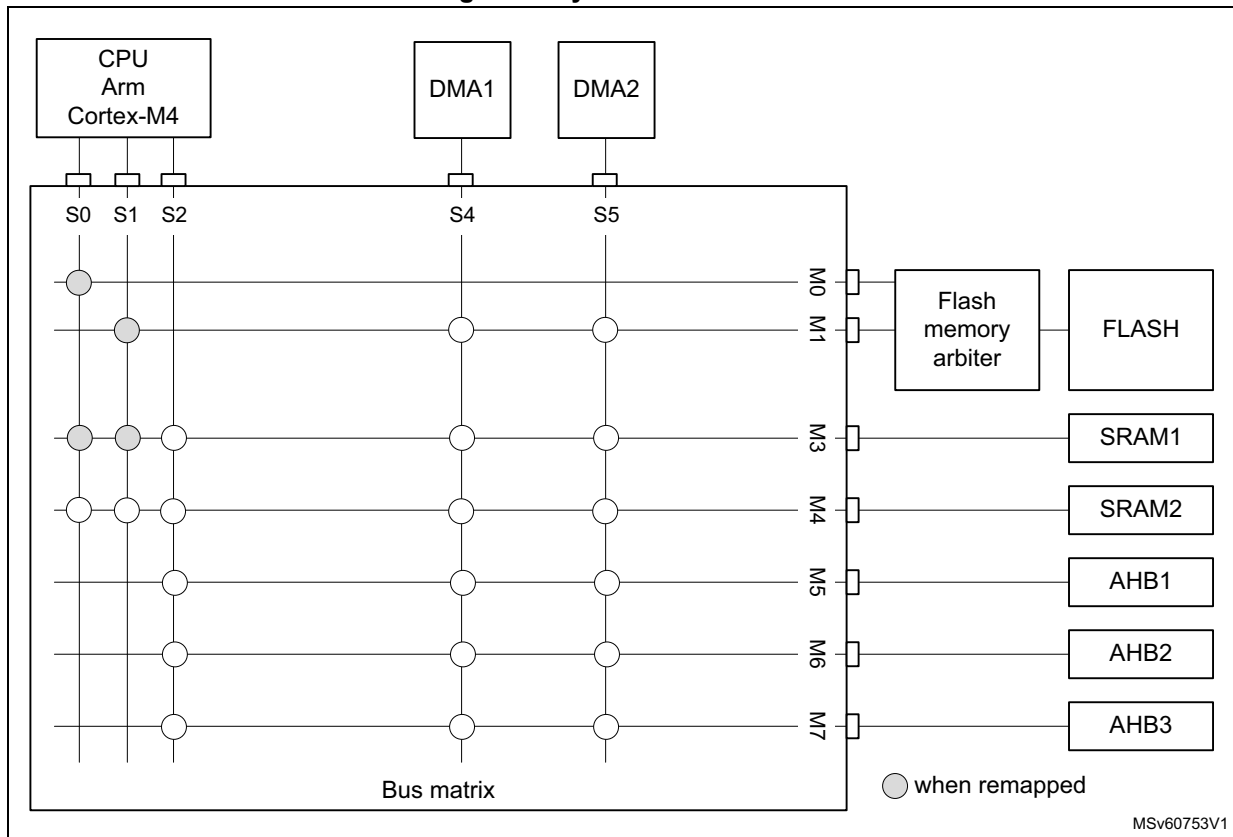 CPU
Arm
Cortex-M4
DMA1
DMA2
S0
S1
S2
S4
S5
M0
Flash
memory
arbiter
FLASH
M1
M3
SRAM1
M4
SRAM2
M5
AHB1
M6
AHB2
M7
AHB3
Bus matrix
when remapped
MSv60753V1